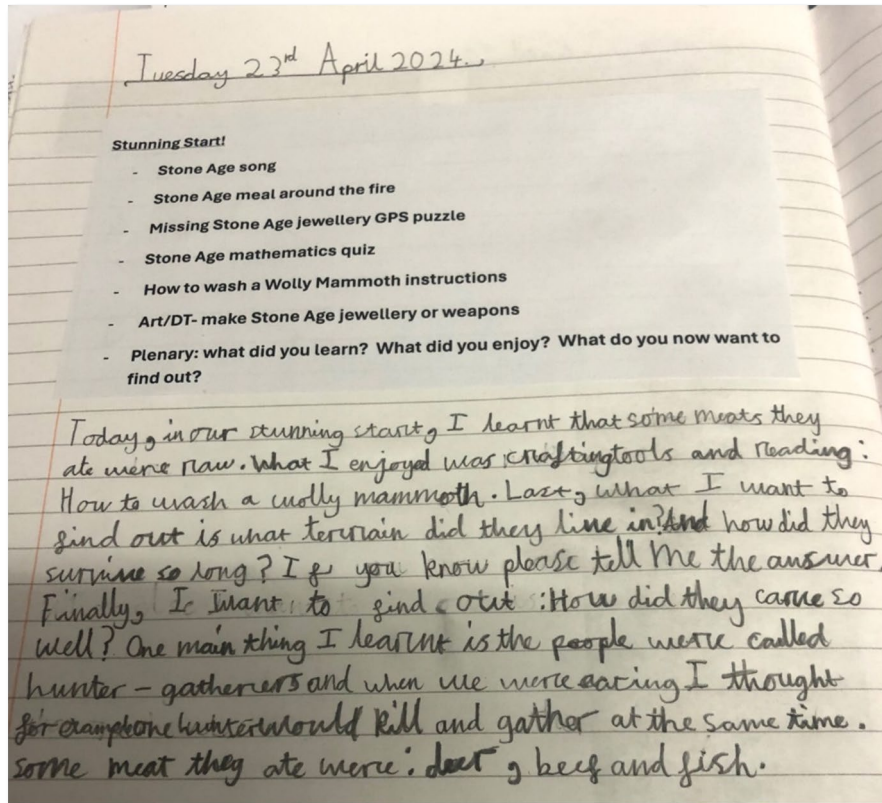 Tuesday 23rd April 2024.
Stunning Start!
- Stone Age song
- Stone Age meal around the fire
- Missing Stone Age jewellery GPS puzzle
- Stone Age mathematics quiz
- How to wash a Wolly Mammoth instructions
- Art/DT- make Stone Age jewellery or weapons
- Plenary: what did you learn? What did you enjoy? What do you now want to
find out?
Today, in our stunning start, I learnt that some meats they
ate were raw. What I enjoyed was craftingtools and reading:
How to wash a wolly mammoth. Last, what I want to
find out is what terrain did they live in? And how did they
survive so long? If you know please tell me the answer.
Finally, I want to find out : How did they carve so
well? One main thing I learnt is the people were called
hunter - gatherers and when we were eating I thought
for example one hunter would kill and gather at the same time.
some meat they ate were: deer, beef and fish.